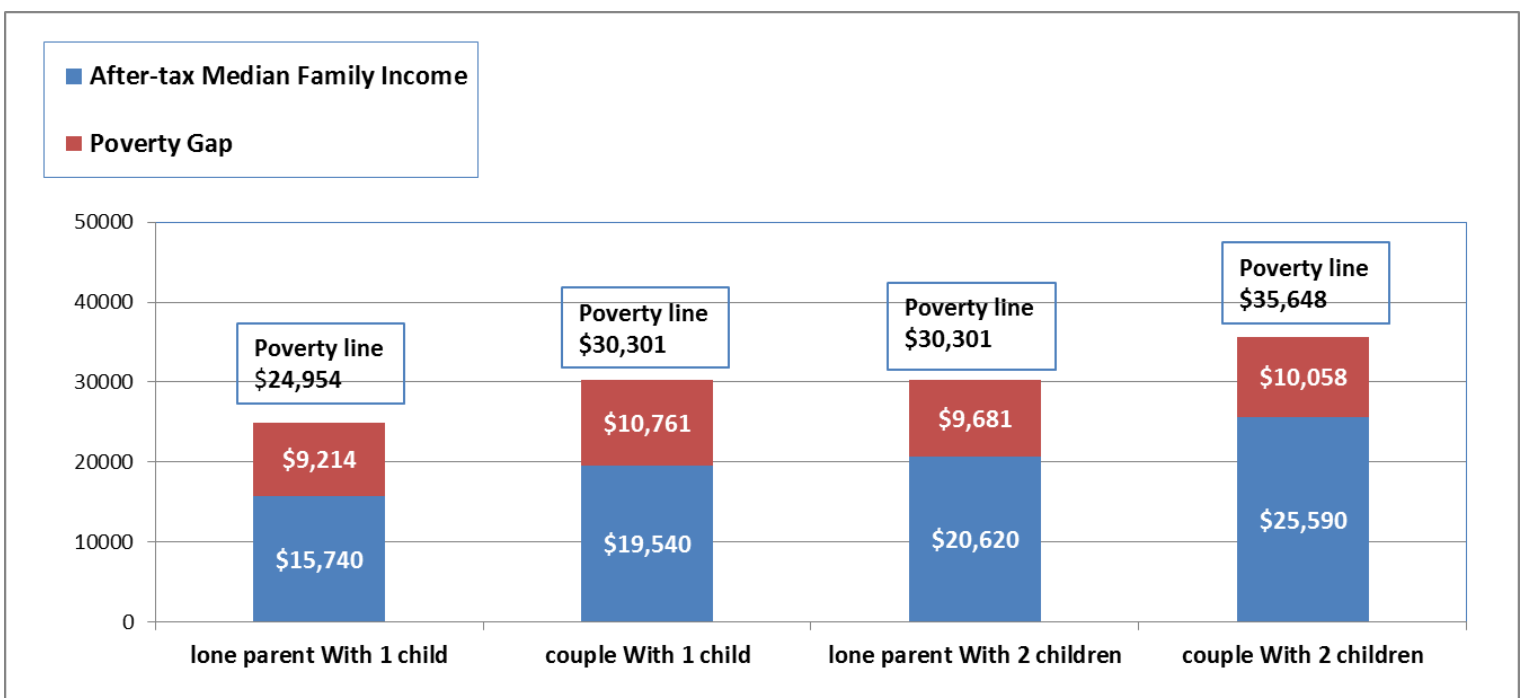 After-tax Median Family Income
Poverty Gap
50000
40000
30000
20000
10000
0
Poverty line
$24,954
Poverty line
$30,301
Poverty line
$30,301
Poverty line
$35,648
$9,214
$10,761
$9,681
$10,058
$15,740
$19,540
$20,620
$25,590
lone parent With 1 child
couple With 1 child
lone parent With 2 children
couple With 2 children